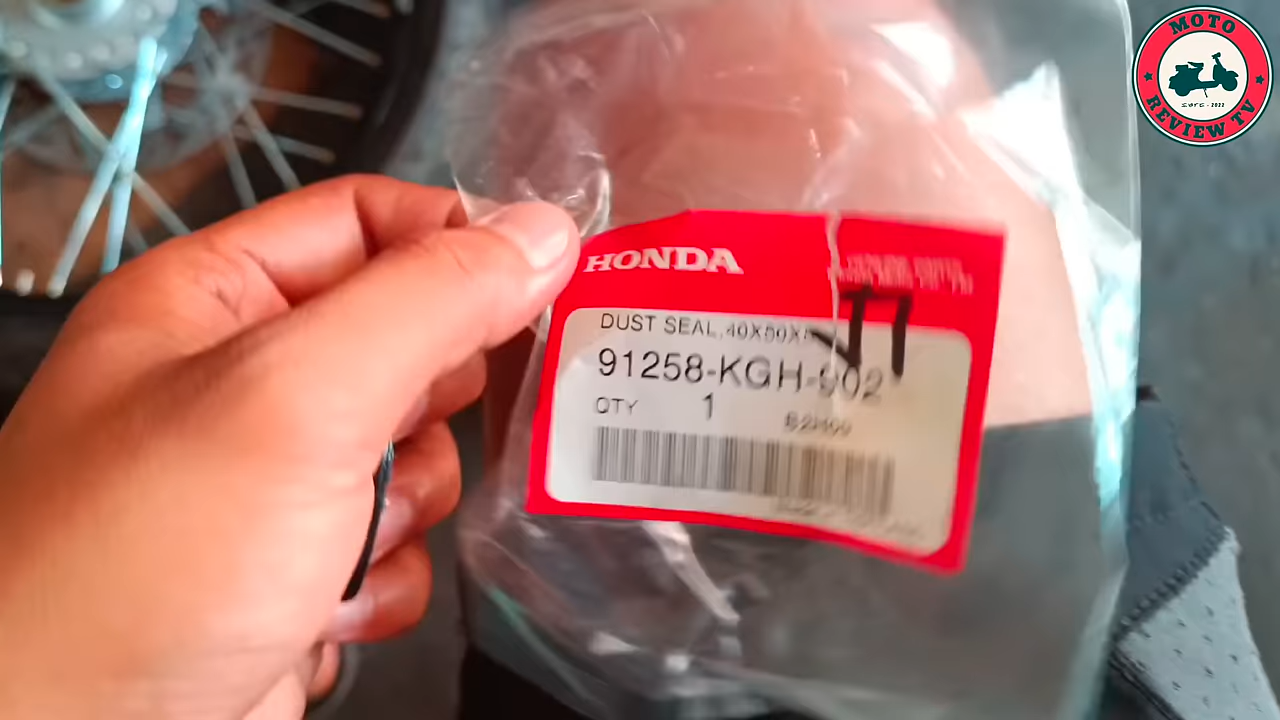 MOTO
REVIEW TV
HONDA
DUST SEAL, 40X50X
91258-KGH-902
QTY 1